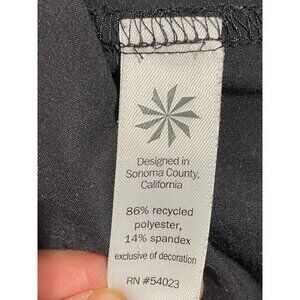 Designed in
Sonoma County,
California
86% recycled
polyester,
14% spandex
exclusive of decoration
RN #54023